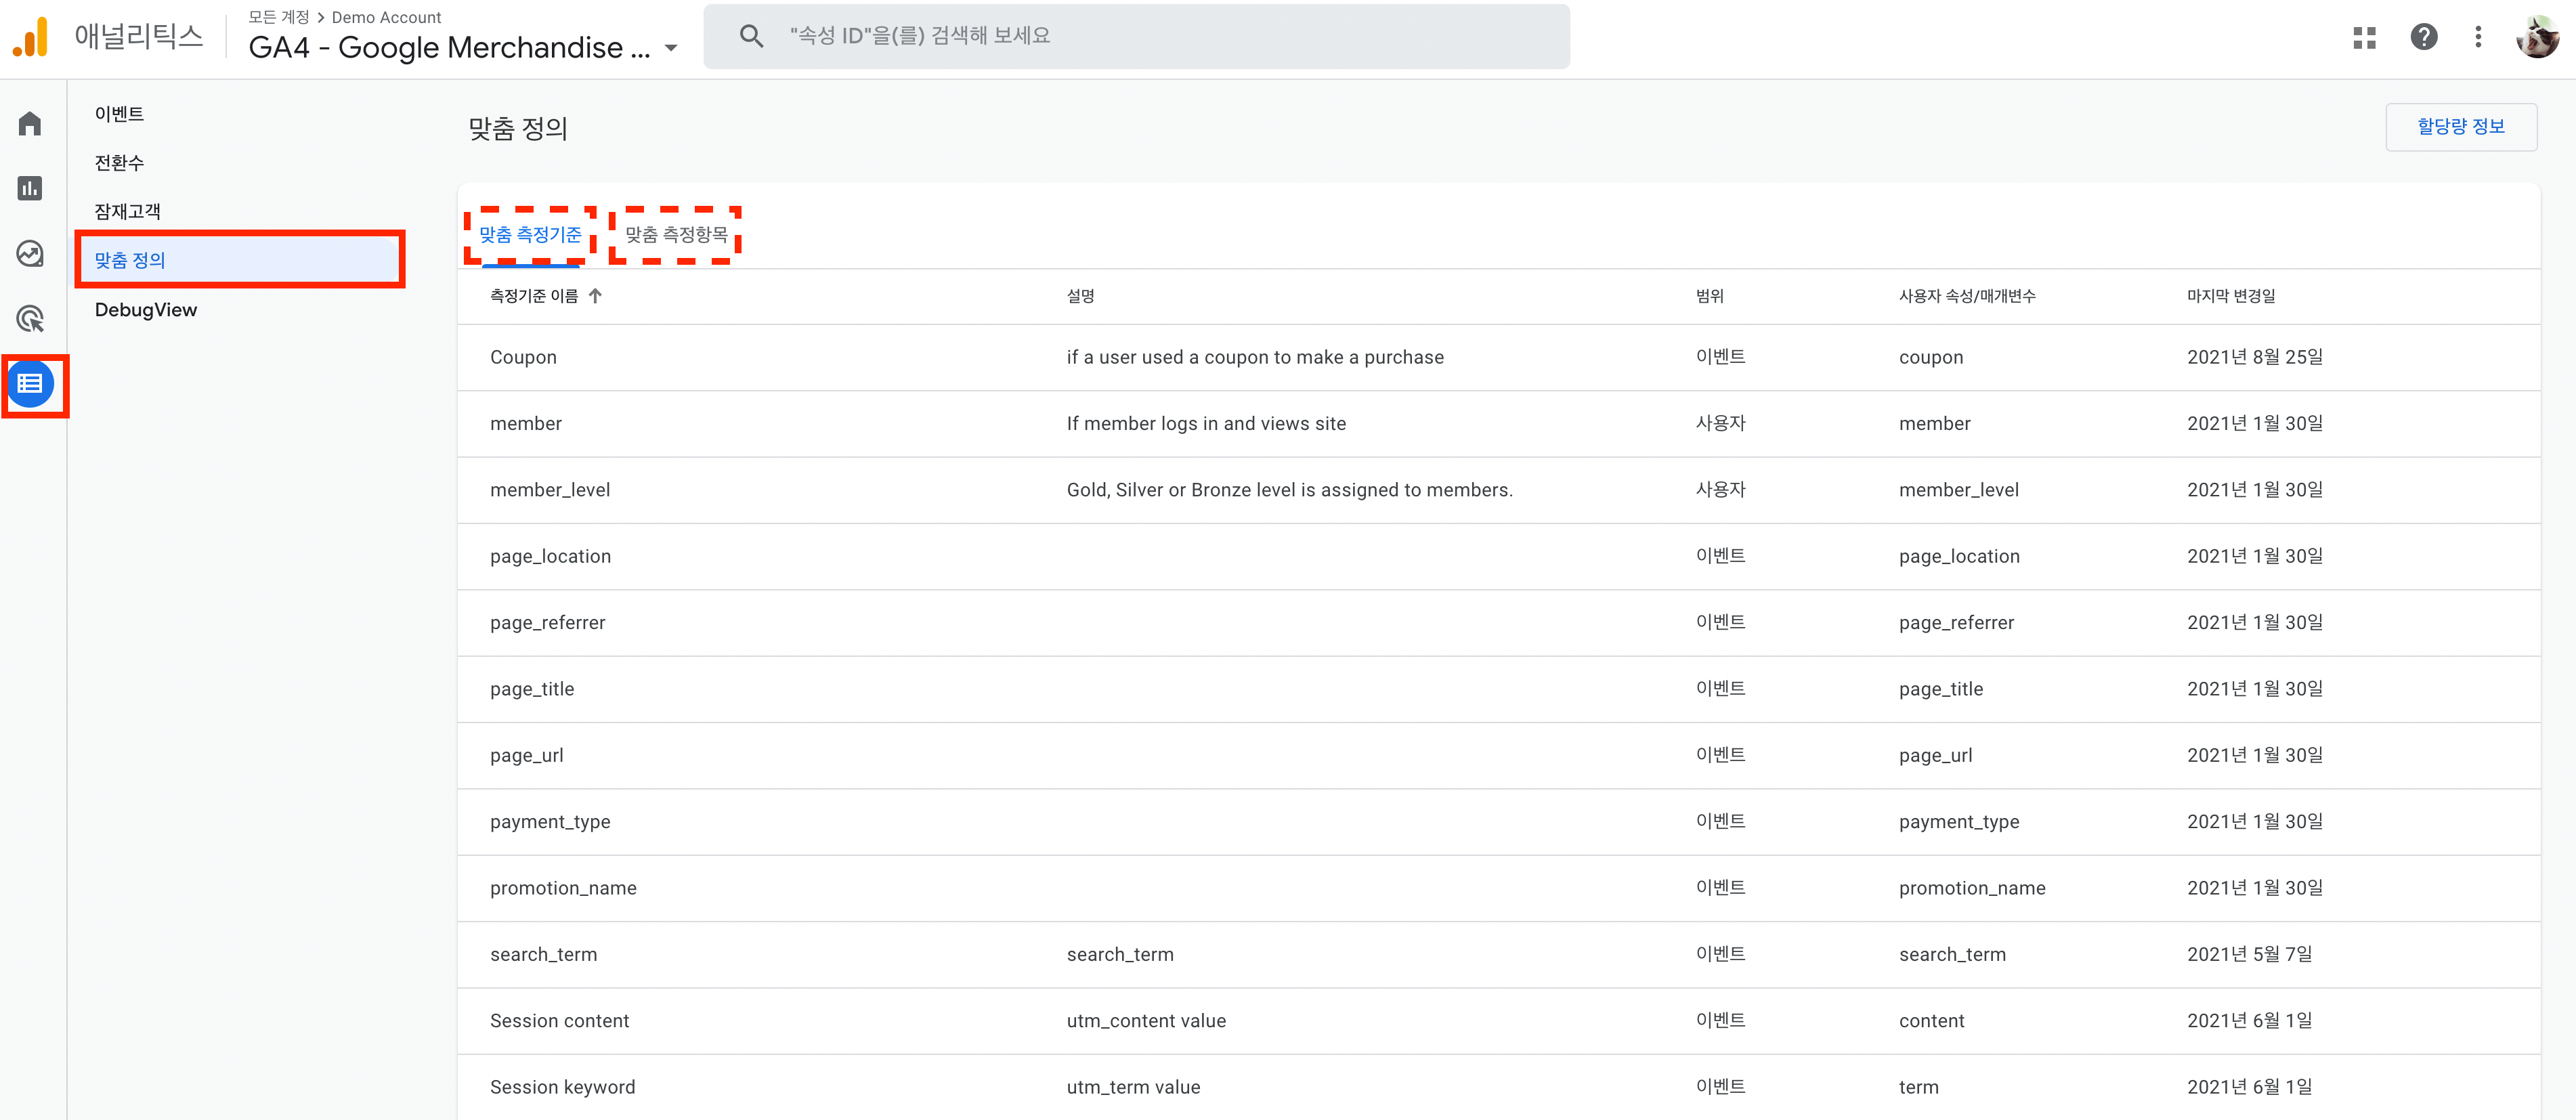 애널리틱스
모든 계정 > Demo Account
GA4 - Google Merchandise ...
"속성 ID"을(를) 검색해 보세요
이벤트
전환수
잠재고객
맞춤 정의
DebugView
맞춤 정의
할당량 정보
맞춤 측정기준 맞춤 측정항목
측정기준 이름 설명 범위 사용자 속성/매개변수 마지막 변경일
Coupon if a user used a coupon to make a purchase 이벤트 coupon 2021년 8월 25일
member If member logs in and views site 사용자 member 2021년 1월 30일
member_level Gold, Silver or Bronze level is assigned to members. 사용자 member_level 2021년 1월 30일
page_location 이벤트 page_location 2021년 1월 30일
page_referrer 이벤트 page_referrer 2021년 1월 30일
page_title 이벤트 page_title 2021년 1월 30일
page_url 이벤트 page_url 2021년 1월 30일
payment_type 이벤트 payment_type 2021년 1월 30일
promotion_name 이벤트 promotion_name 2021년 1월 30일
search_term search_term 이벤트 search_term 2021년 5월 7일
Session content utm_content value 이벤트 content 2021년 6월 1일
Session keyword utm_term value 이벤트 term 2021년 6월 1일